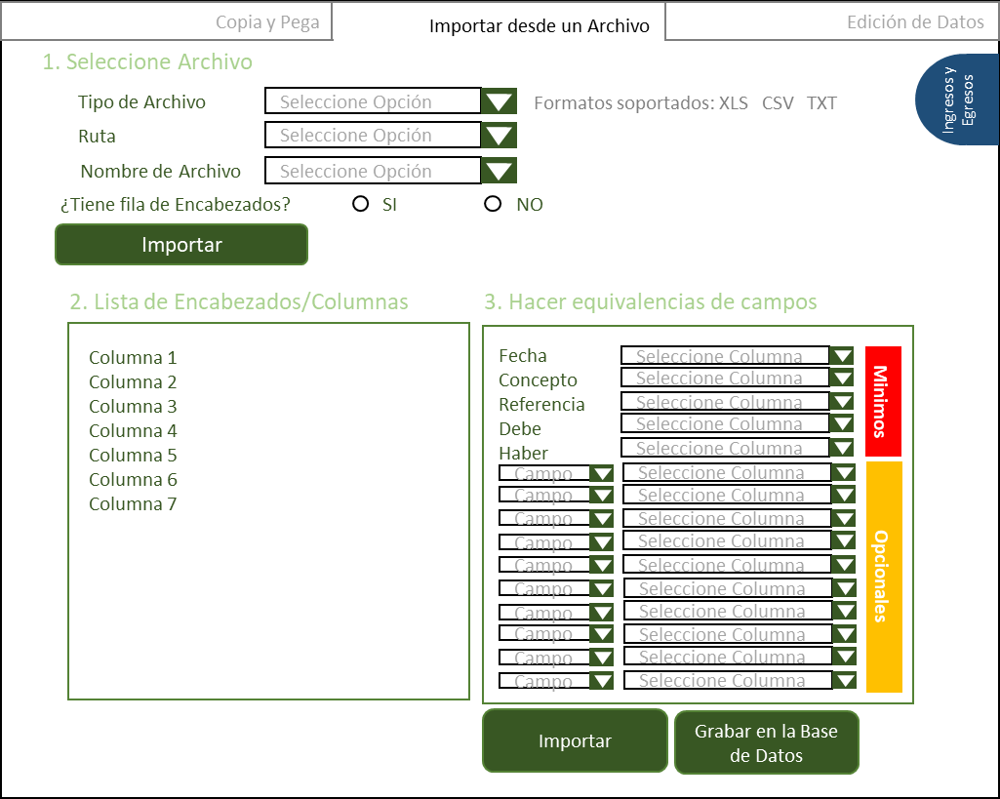 Copia y Pega
Importar desde un Archivo
Edición de Datos
1. Seleccione Archivo
Ingresos y
Egresos
Tipo de Archivo
Seleccione Opción
Formatos soportados: XLS CSV TXT
Ruta
Seleccione Opción
Nombre de Archivo
Seleccione Opción
¿Tiene fila de Encabezados?
SI
NO
Importar
2. Lista de Encabezados/Columnas
Columna 1
Columna 2
Columna 3
Columna 4
Columna 5
Columna 6
Columna 7
3. Hacer equivalencias de campos
Fecha
Seleccione Columna
Concepto
Seleccione Columna
Referencia
Seleccione Columna
Debe
Seleccione Columna
Haber
Seleccione Columna
Minimos
Campo
Seleccione Columna
Campo
Seleccione Columna
Campo
Seleccione Columna
Campo
Seleccione Columna
Campo
Seleccione Columna
Campo
Seleccione Columna
Campo
Seleccione Columna
Campo
Seleccione Columna
Campo
Seleccione Columna
Campo
Seleccione Columna
Opcionales
Importar
Grabar en la Base
de Datos